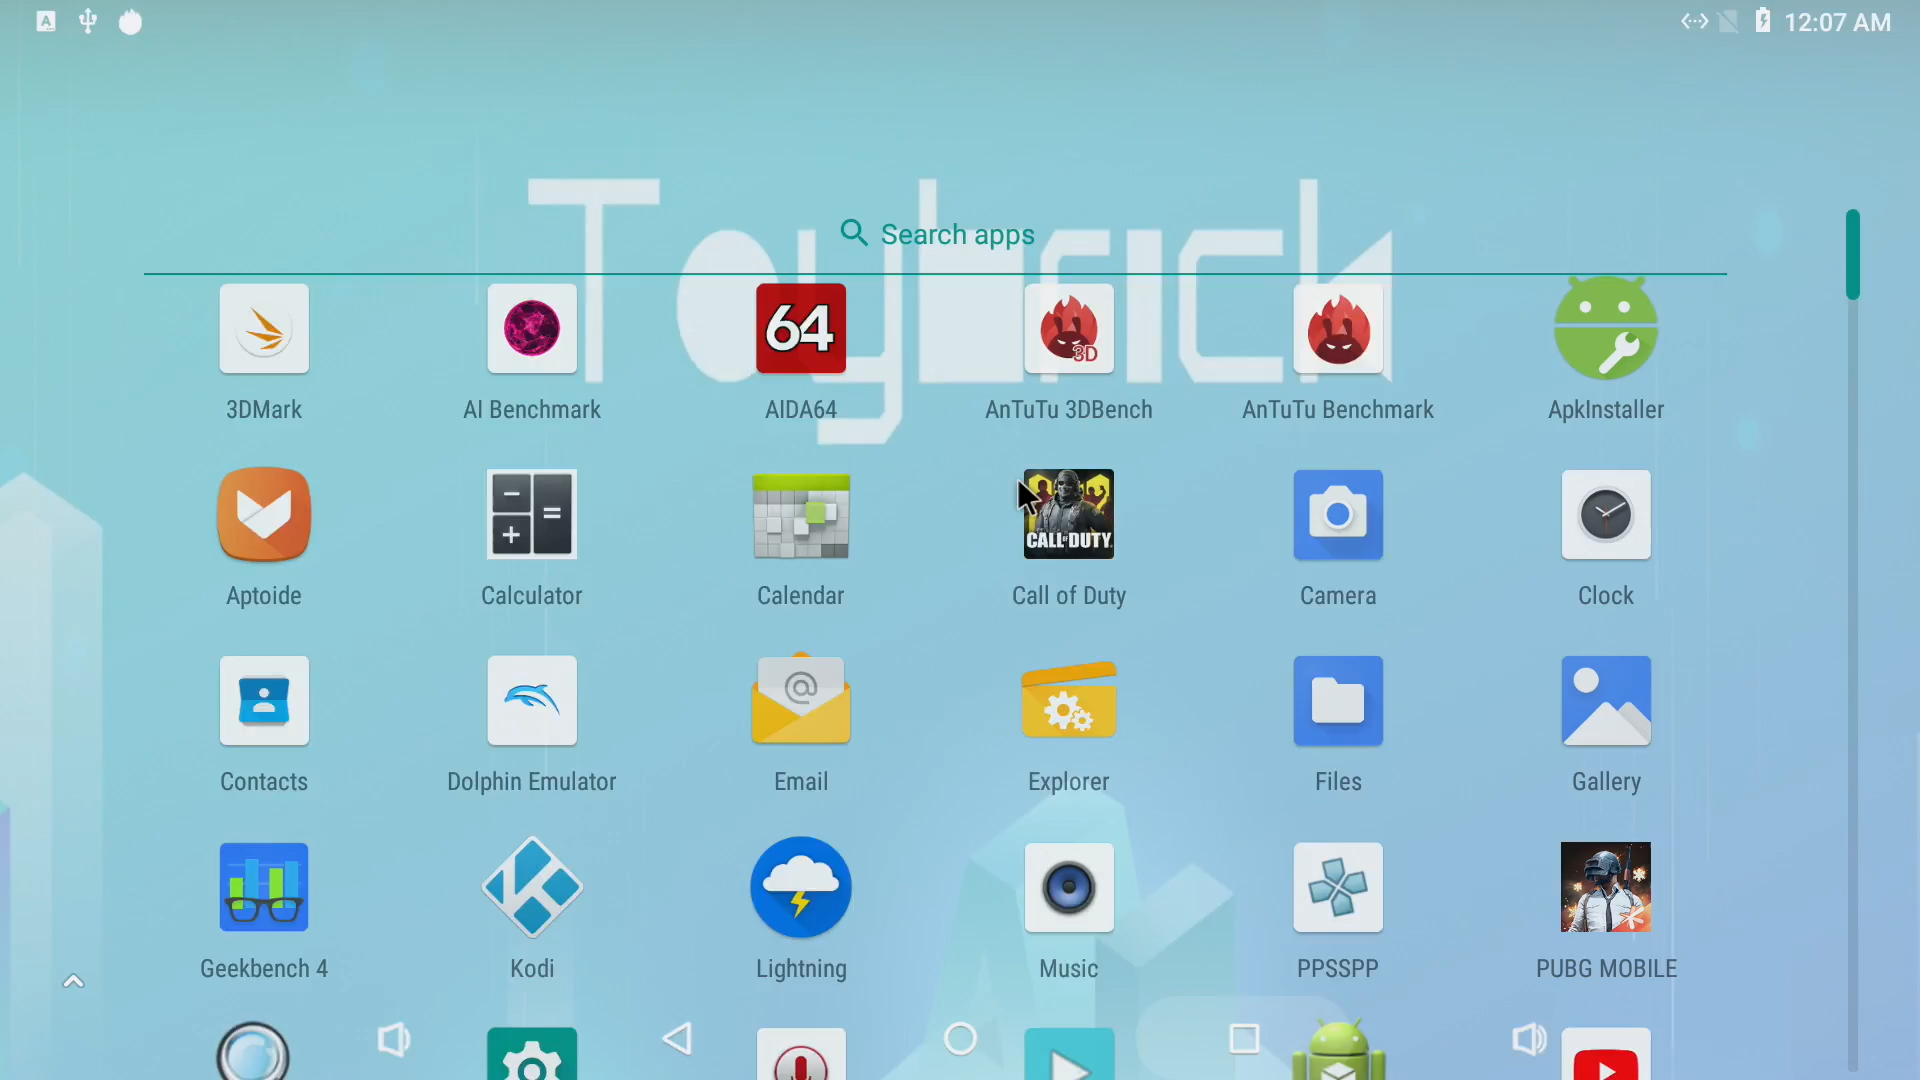 A
12:07 AM
Toybrick
Search apps
64
3D
3DMark
AI Benchmark
AIDA64
AnTuTu 3DBench
AnTuTu Benchmark
ApkInstaller
CALL OF DUTY
Aptoide
Calculator
Calendar
Call of Duty
Camera
Clock
@
Contacts
Dolphin Emulator
Email
Explorer
Files
Gallery
Geekbench 4
Kodi
Lightning
Music
PPSSPP
PUBG MOBILE